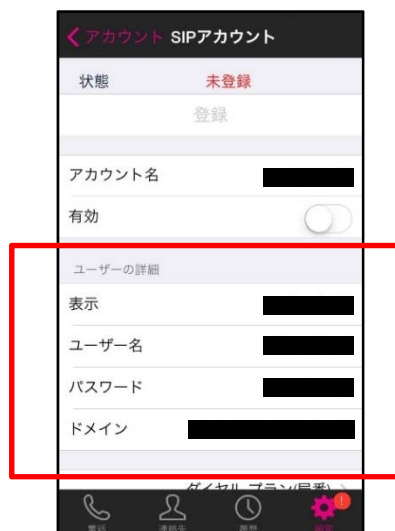 アカウント SIPアカウント
状態 未登録
登録
アカウント名
有効
ユーザーの詳細
表示
ユーザー名
パスワード
ドメイン
ダイヤル プラン(局番)
電話 連絡先 履歴 設定